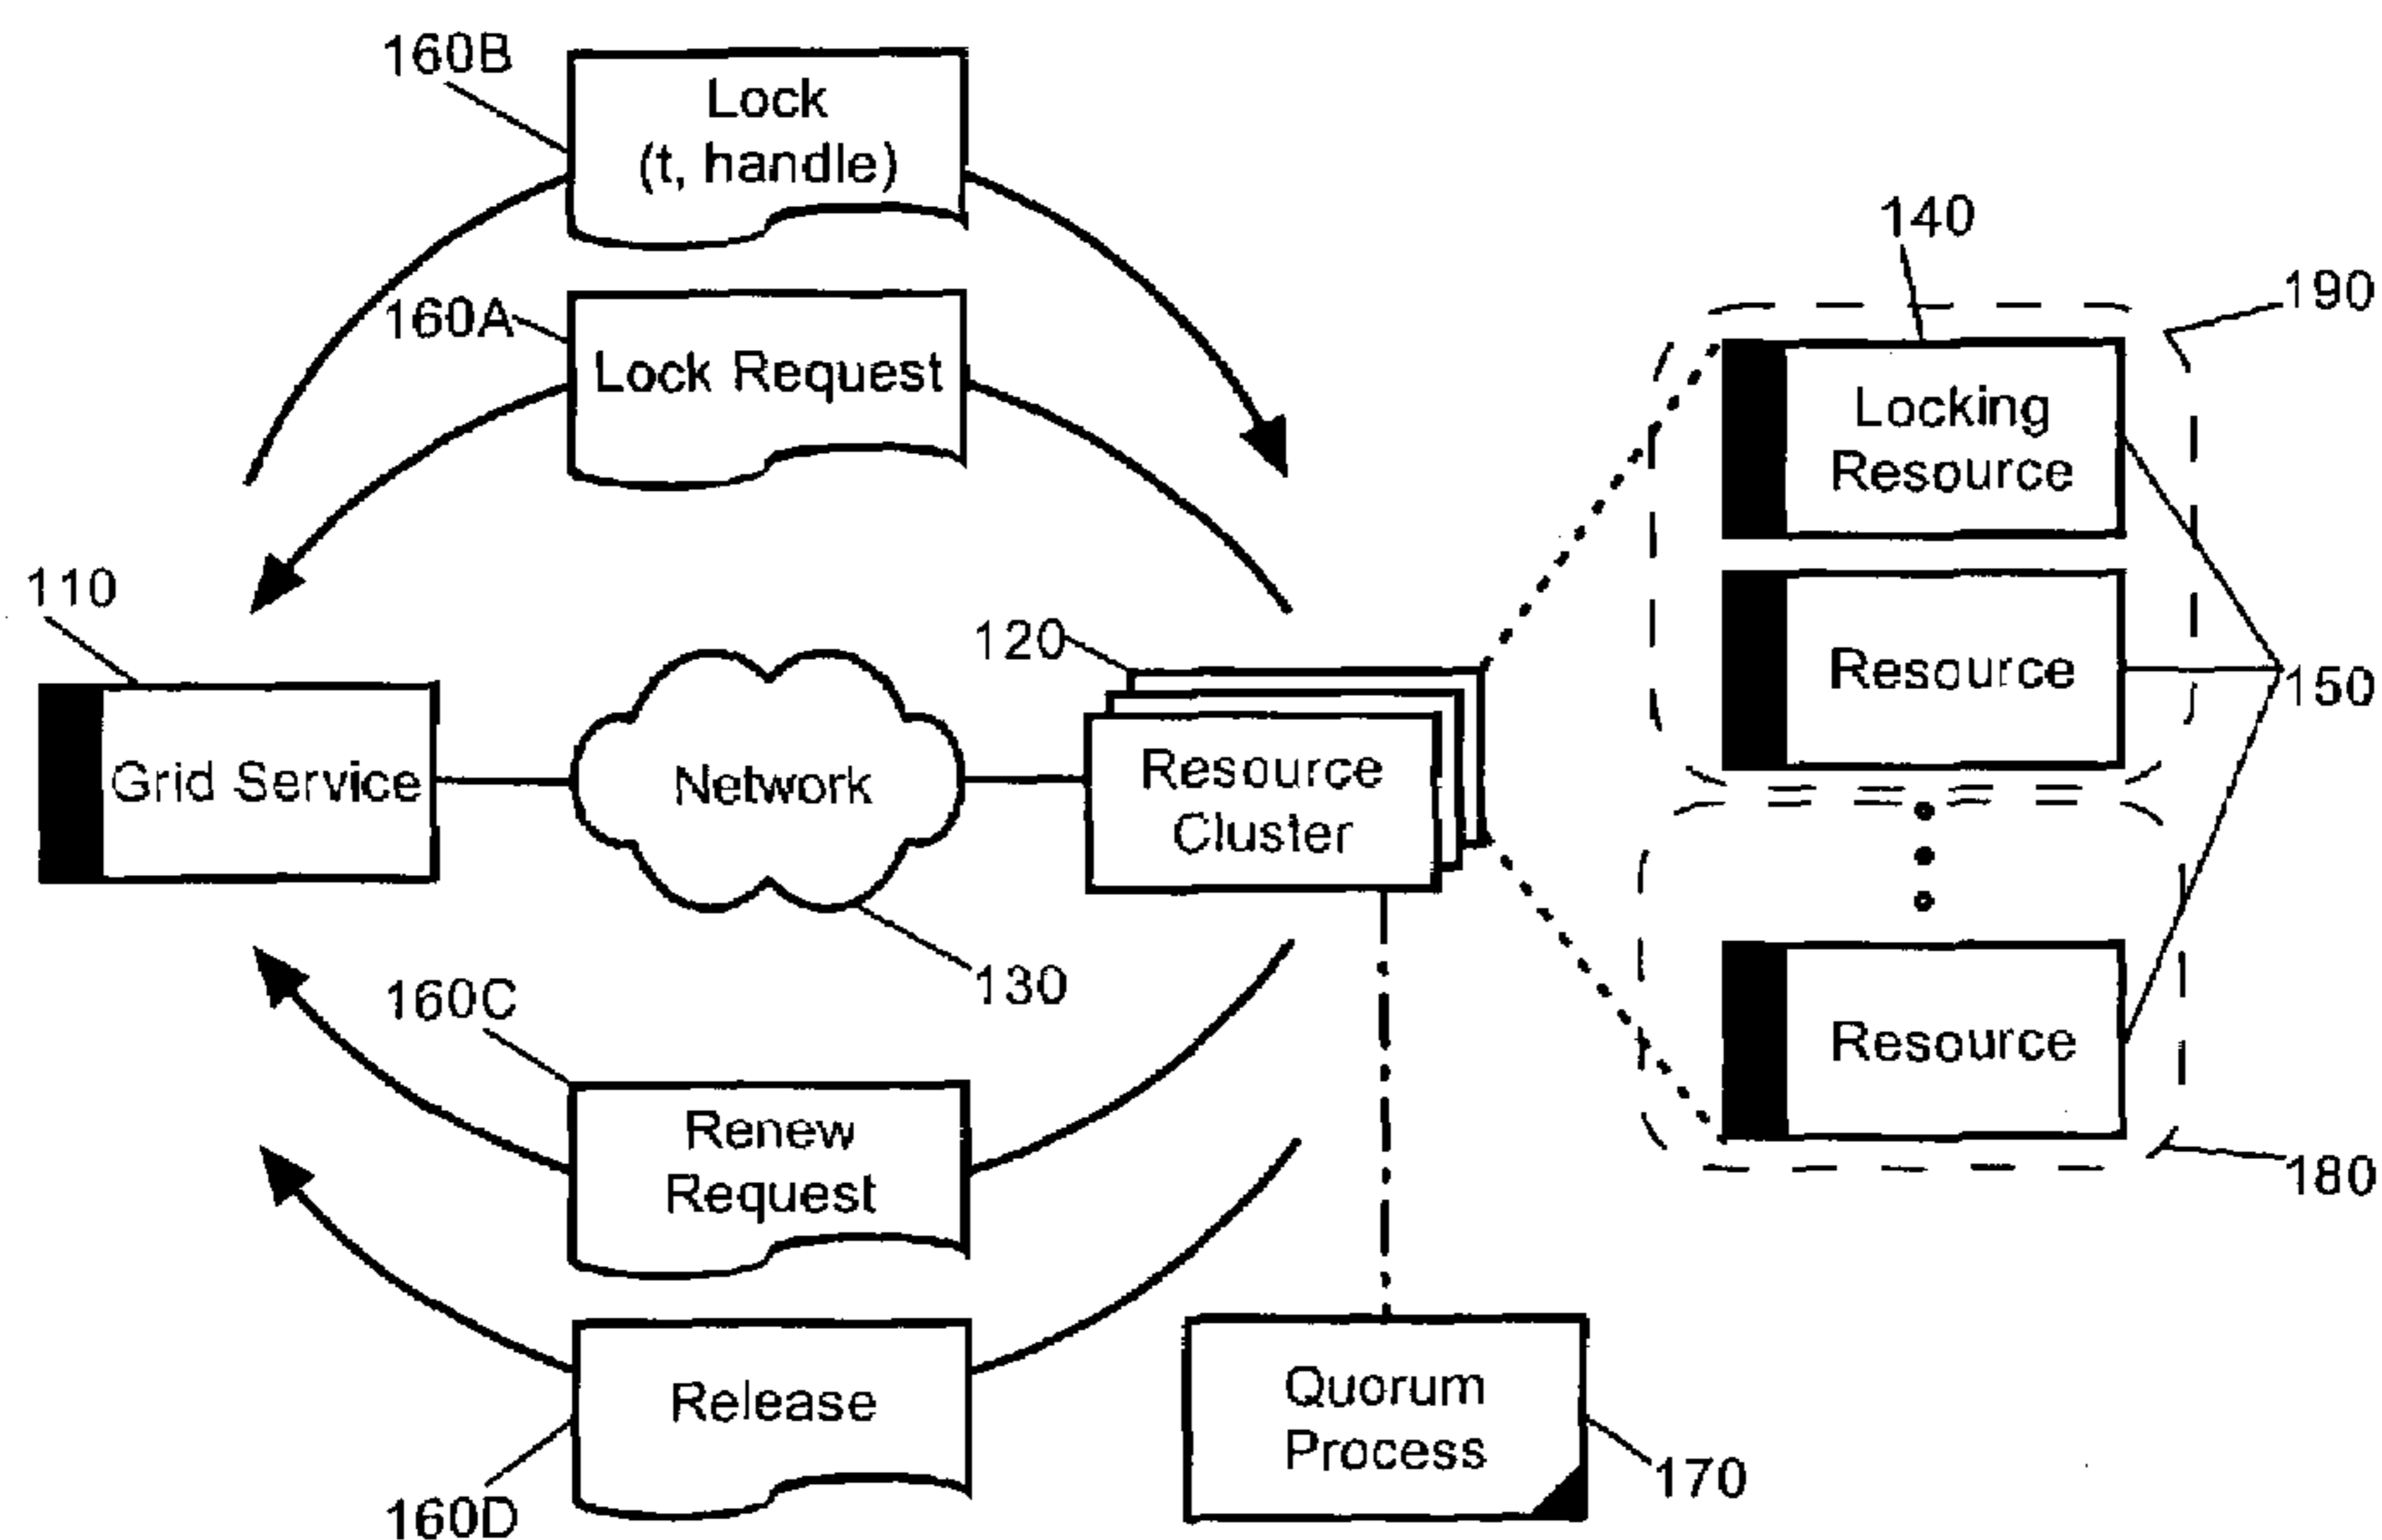 160B
Lock
(t, handle)
140
190
160A
Lock Request
Locking
Resource
110
120
Resource
150
Grid Service
Network
Resource
Cluster
130
160C
Resource
Renew
Request
180
Release
Quorum
Process
170
160D